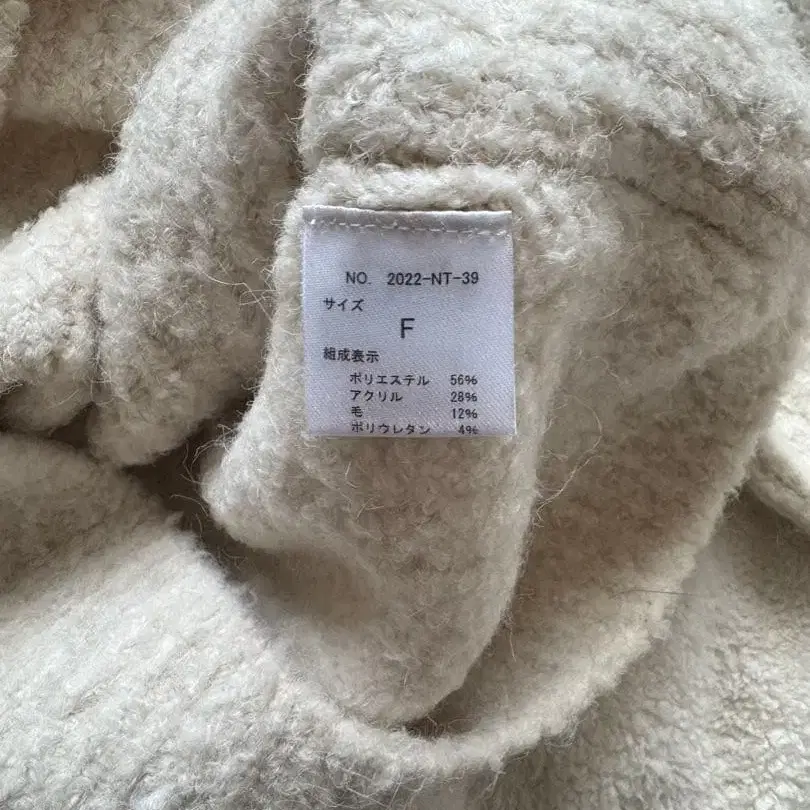 NO. 2022-NT-39
サイズ
F
組成表示
ポリエステル 56%
アクリル 28%
毛 12%
ポリウレタン 4%